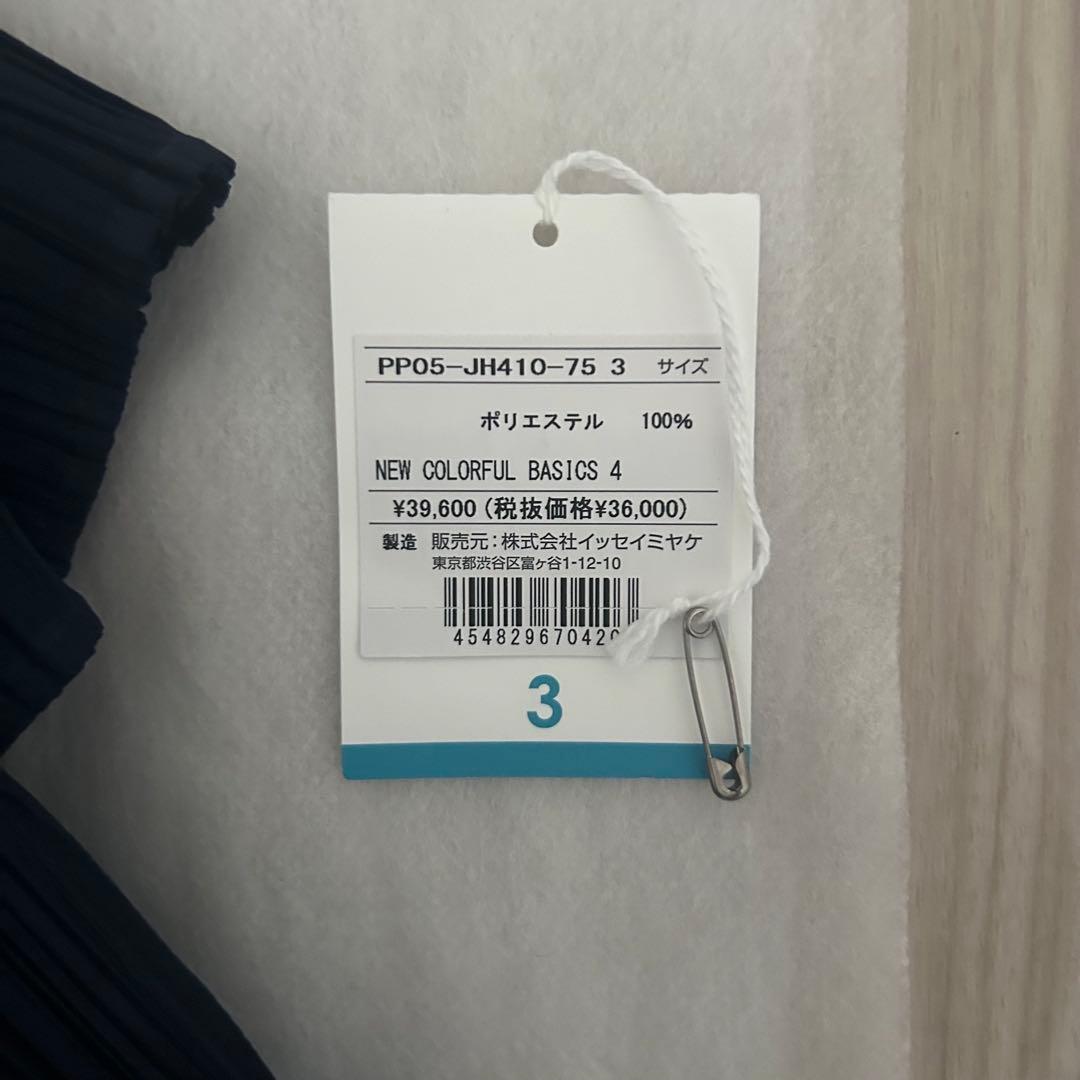 PP05-JH410-75 3 サイズ
ポリエステル 100%
NEW COLORFUL BASICS 4
¥39,600 (税抜価格¥36,000)
製造 販売元:株式会社イッセイミヤケ
東京都渋谷区富ヶ谷1-12-10
3